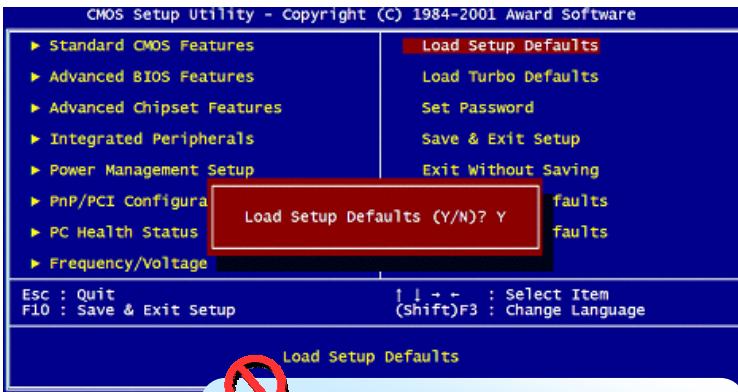 CMOS Setup Utility - Copyright (C) 1984-2001 Award Software
▶ Standard CMOS Features
▶ Advanced BIOS Features
▶ Advanced Chipset Features
▶ Integrated Peripherals
▶ Power Management Setup
▶ PnP/PCI Configura
▶ PC Health Status
▶ Frequency/Voltage
Load Setup Defaults
Load Turbo Defaults
Set Password
Save & Exit Setup
Exit Without Saving
faults
faults
Load Setup Defaults (Y/N)? Y
Esc : Quit
F10 : Save & Exit Setup
↑ ↓ → ← : Select Item
(Shift)F3 : Change Language
Load Setup Defaults